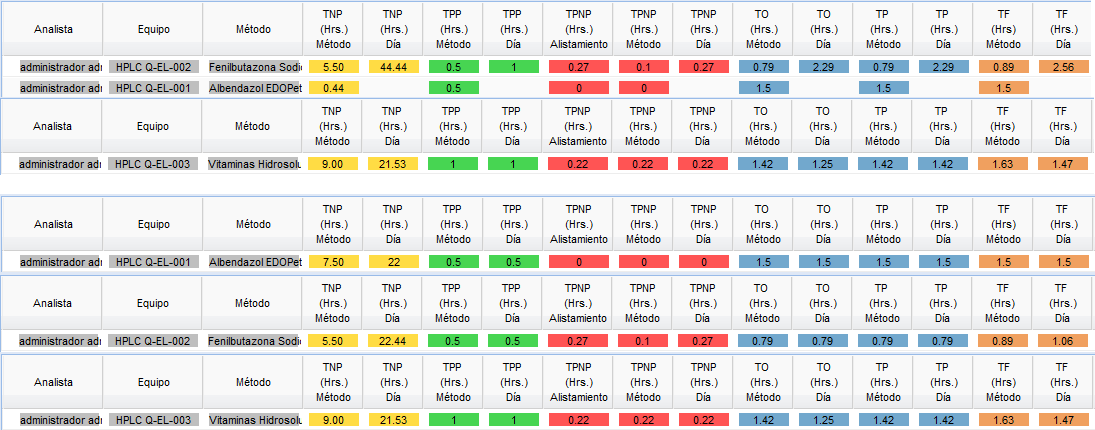 TNP TNP TPP TPP TPNP TPNP TPNP TO TO TP TP TF TF
Analista Equipo Método (Hrs.) (Hrs.) (Hrs.) (Hrs.) (Hrs.) (Hrs.) (Hrs.) (Hrs.) (Hrs.) (Hrs.) (Hrs.) (Hrs.) (Hrs.)
Método Día Método Día Alistamiento Método Día Método Día Método Día Método Día
administrador adr HPLC Q-EL-002 Fenilbutazona Sodic 5.50 44.44 0.5 1 0.27 0.1 0.27 0.79 2.29 0.79 2.29 0.89 2.56
administrador adr HPLC Q-EL-001 Albendazol EDOPet 0.44 0.5 0 0 1.5 1.5 1.5
TNP TNP TPP TPP TPNP TPNP TPNP TO TO TP TP TF TF
Analista Equipo Método (Hrs.) (Hrs.) (Hrs.) (Hrs.) (Hrs.) (Hrs.) (Hrs.) (Hrs.) (Hrs.) (Hrs.) (Hrs.) (Hrs.) (Hrs.)
Método Día Método Día Alistamiento Método Día Método Día Método Día Método Día
administrador adr HPLC Q-EL-003 Vitaminas Hidrosolu 9.00 21.53 1 1 0.22 0.22 0.22 1.42 1.25 1.42 1.42 1.63 1.47
TNP TNP TPP TPP TPNP TPNP TPNP TO TO TP TP TF TF
Analista Equipo Método (Hrs.) (Hrs.) (Hrs.) (Hrs.) (Hrs.) (Hrs.) (Hrs.) (Hrs.) (Hrs.) (Hrs.) (Hrs.) (Hrs.) (Hrs.)
Método Día Método Día Alistamiento Método Día Método Día Método Día Método Día
administrador adr HPLC Q-EL-001 Albendazol EDOPet 7.50 22 0.5 0.5 0 0 0 1.5 1.5 1.5 1.5 1.5 1.5
TNP TNP TPP TPP TPNP TPNP TPNP TO TO TP TP TF TF
Analista Equipo Método (Hrs.) (Hrs.) (Hrs.) (Hrs.) (Hrs.) (Hrs.) (Hrs.) (Hrs.) (Hrs.) (Hrs.) (Hrs.) (Hrs.) (Hrs.)
Método Día Método Día Alistamiento Método Día Método Día Método Día Método Día
administrador adr HPLC Q-EL-002 Fenilbutazona Sodic 5.50 22.44 0.5 0.5 0.27 0.1 0.27 0.79 0.79 0.79 0.79 0.89 1.06
TNP TNP TPP TPP TPNP TPNP TPNP TO TO TP TP TF TF
Analista Equipo Método (Hrs.) (Hrs.) (Hrs.) (Hrs.) (Hrs.) (Hrs.) (Hrs.) (Hrs.) (Hrs.) (Hrs.) (Hrs.) (Hrs.) (Hrs.)
Método Día Método Día Alistamiento Método Día Método Día Método Día Método Día
administrador adr HPLC Q-EL-003 Vitaminas Hidrosolu 9.00 21.53 1 1 0.22 0.22 0.22 1.42 1.25 1.42 1.42 1.63 1.47